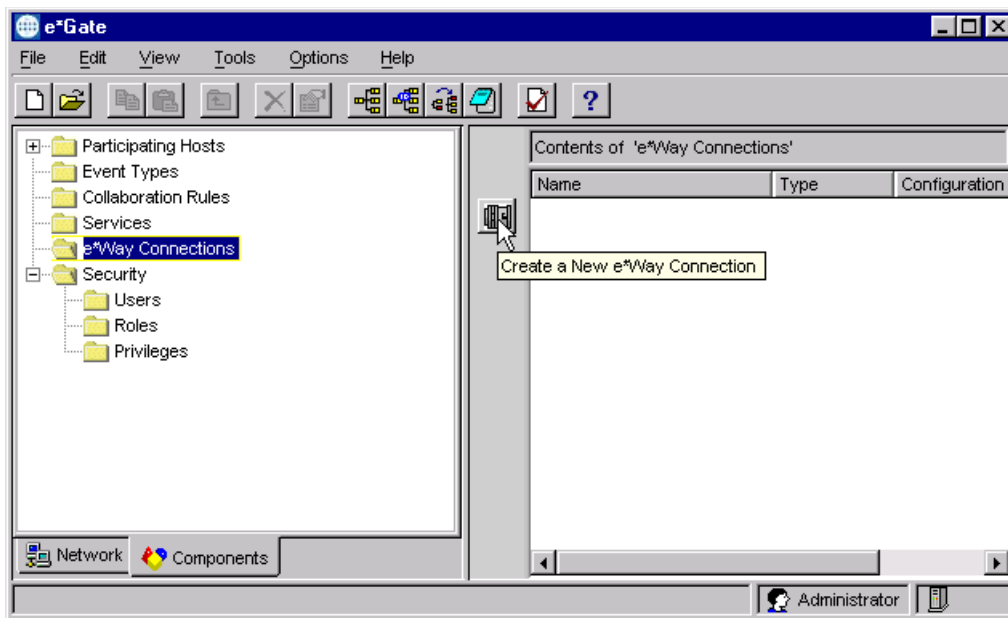 e*Gate
File Edit View Tools Options Help
?
Participating Hosts
Event Types
Collaboration Rules
Services
e*Way Connections
Security
Users
Roles
Privileges
Network
Components
Contents of 'e*Way Connections'
Name Type Configuration
Create a New e*Way Connection
Administrator